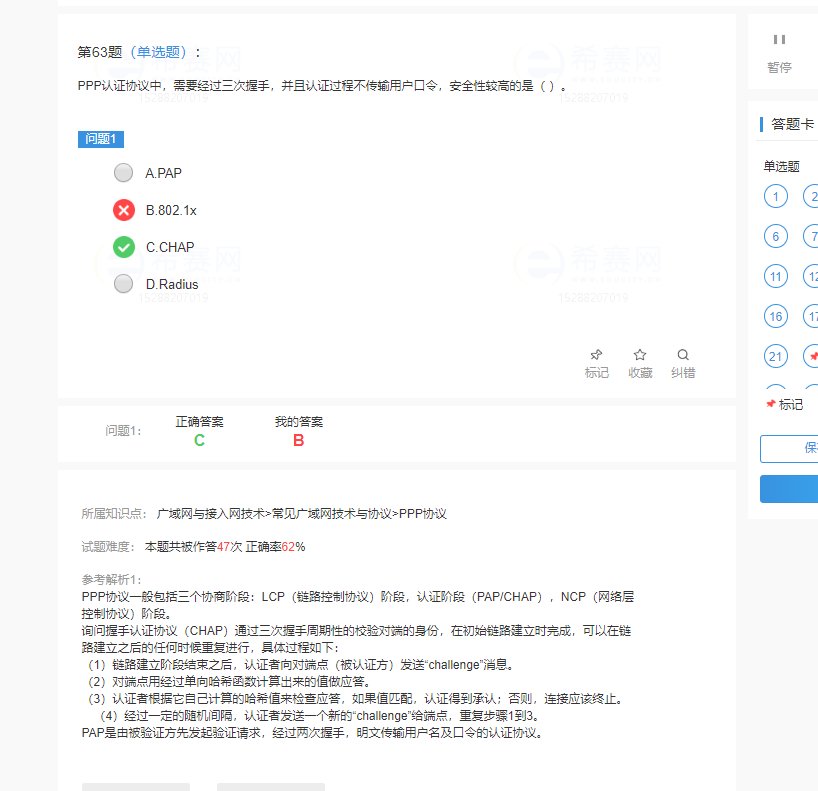 第63题（单选题）：
PPP认证协议中，需要经过三次握手，并且认证过程不传输用户口令，安全性较高的是（ ）。
问题1
A.PAP
B.802.1x
C.CHAP
D.Radius
希赛网
15288207019
希赛网
15288207019
希赛网
15288207019
希赛网
15288207019
标记
收藏
纠错
问题1:
正确答案
C
我的答案
B
所属知识点： 广域网与接入网技术>常见广域网技术与协议>PPP协议
试题难度： 本题共被作答47次 正确率62%
参考解析1:
PPP协议一般包括三个协商阶段：LCP（链路控制协议）阶段，认证阶段（PAP/CHAP），NCP（网络层
控制协议）阶段。
询问握手认证协议（CHAP）通过三次握手周期性的校验对端的身份，在初始链路建立时完成，可以在链
路建立之后的任何时候重复进行，具体过程如下：
（1）链路建立阶段结束之后，认证者向对端点（被认证方）发送“challenge”消息。
（2）对端点用经过单向哈希函数计算出来的值做应答。
（3）认证者根据它自己计算的哈希值来检查应答，如果值匹配，认证得到承认；否则，连接应该终止。
（4）经过一定的随机间隔，认证者发送一个新的“challenge”给端点，重复步骤1到3。
PAP是由被验证方先发起验证请求，经过两次握手，明文传输用户名及口令的认证协议。
暂停
答题卡
单选题
1
2
6
7
11
12
16
17
21
标记
保